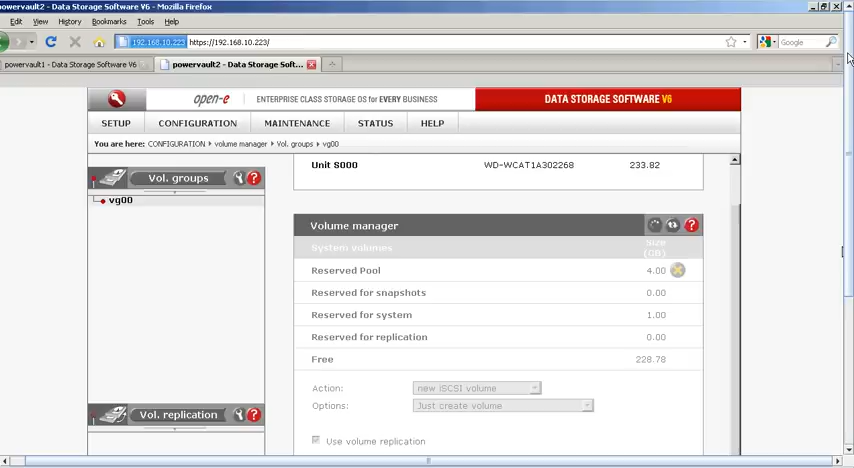 powervault2 - Data Storage Software V6 - Mozilla Firefox
Edit View History Bookmarks Tools Help
192.168.10.223 https://192.168.10.223/
Google
powervault1 - Data Storage Software V6
powervault2 - Data Storage Soft...
open-e ENTERPRISE CLASS STORAGE OS for EVERY BUSINESS DATA STORAGE SOFTWARE V6
SETUP CONFIGURATION MAINTENANCE STATUS HELP
You are here: CONFIGURATION volume manager Vol. groups vg00
Vol. groups
vg00
Unit S000 WD-WCAT1A302268 233.82
Volume manager
System volumes Size (GB)
Reserved Pool 4.00
Reserved for snapshots 0.00
Reserved for system 1.00
Reserved for replication 0.00
Free 228.78
Action: new iSCSI volume
Options: Just create volume
Use volume replication
Vol. replication